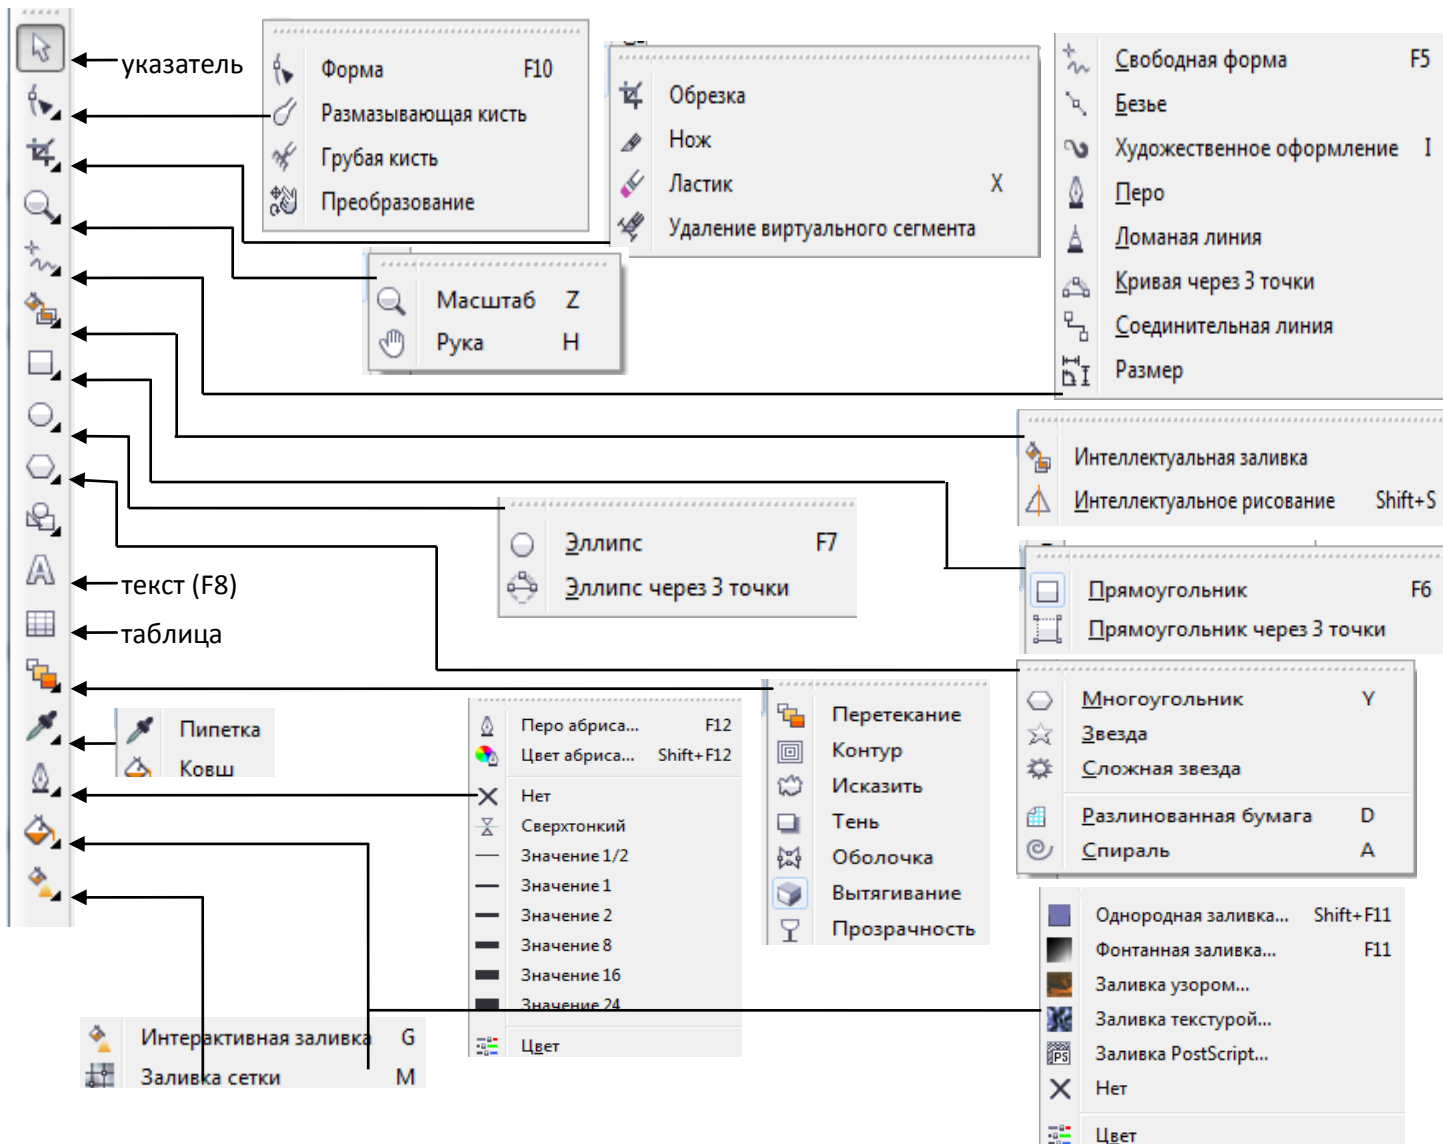 указатель
Форма F10
Размазывающая кисть
Грубая кисть
Преобразование
Обрезка
Нож
Ластик X
Удаление виртуального сегмента
Свободная форма F5
Безье
Художественное оформление I
Перо
Ломаная линия
Кривая через 3 точки
Соединительная линия
Размер
Масштаб Z
Рука H
Интеллектуальная заливка
Интеллектуальное рисование Shift+S
Эллипс F7
Эллипс через 3 точки
Прямоугольник F6
Прямоугольник через 3 точки
текст (F8)
таблица
Многоугольник Y
Звезда
Сложная звезда
Разлинованная бумага D
Спираль A
Пипетка
Ковш
Перо абриса... F12
Цвет абриса... Shift+F12
Нет
Сверхтонкий
Значение 1/2
Значение 1
Значение 2
Значение 8
Значение 16
Значение 24
Цвет
Перетекание
Контур
Исказить
Тень
Оболочка
Вытягивание
Прозрачность
Однородная заливка... Shift+F11
Фонтанная заливка... F11
Заливка узором...
Заливка текстурой...
PS Заливка PostScript...
Нет
Цвет
Интерактивная заливка G
Заливка сетки M